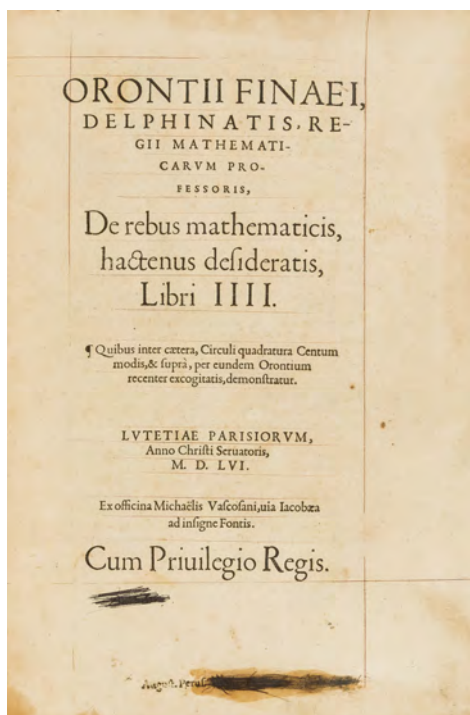 ORONTII FINAEI,
DELPHINATIS, RE-
GII MATHEMATI-
CARVM PRO-
FESSORIS,
De rebus mathematicis,
hactenus deſideratis,
Libri IIII.
¶ Quibus inter cætera, Circuli quadratura Centum
modis,& ſuprà, per eundem Orontium
recenter excogitatis,demonſtratur.
LVTETIAE PARISIORVM,
Anno Chriſti Seruatoris,
M. D. LVI.
Ex officina Michaëlis Vaſcoſani,uia Iacobæa
ad inſigne Fontis.
Cum Priuilegio Regis.